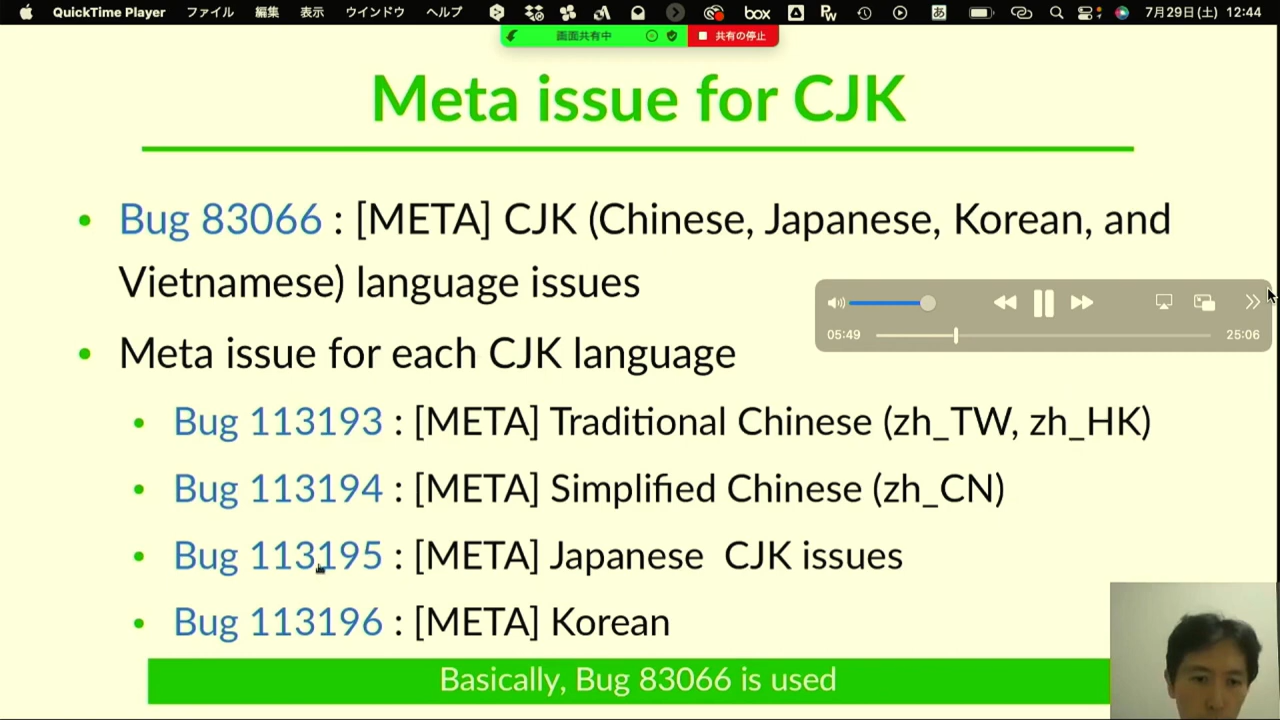 QuickTime Player ファイル 編集 表示 ウインドウ ヘルプ box あ 7月29日(土) 12:44
画面共有中 共有の停止
Meta issue for CJK
• Bug 83066 : [META] CJK (Chinese, Japanese, Korean, and
Vietnamese) language issues
05:49 25:06
• Meta issue for each CJK language
• Bug 113193 : [META] Traditional Chinese (zh_TW, zh_HK)
• Bug 113194 : [META] Simplified Chinese (zh_CN)
• Bug 113195 : [META] Japanese CJK issues
• Bug 113196 : [META] Korean
Basically, Bug 83066 is used